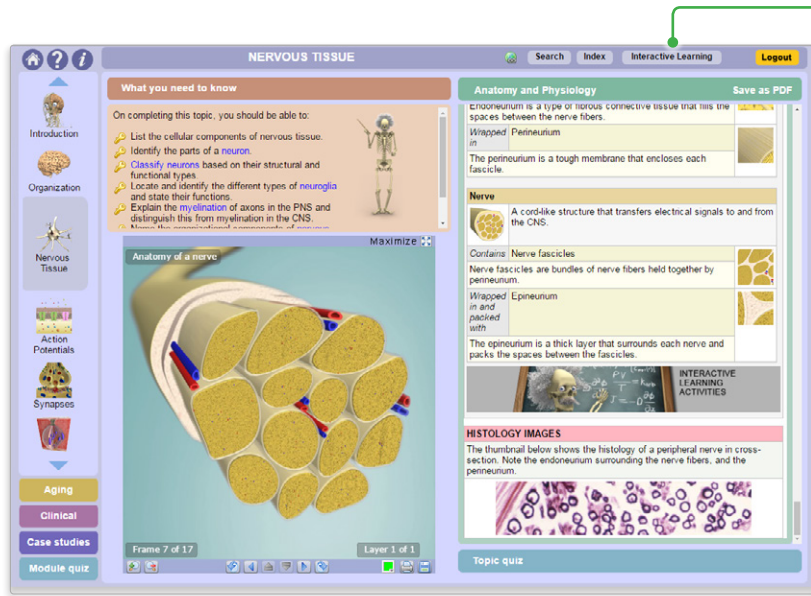 NERVOUS TISSUE
Search
Index
Interactive Learning
Logout
Introduction
Organization
Nervous
Tissue
Action
Potentials
Synapses
Aging
Clinical
Case studies
Module quiz
What you need to know
On completing this topic, you should be able to:
List the cellular components of nervous tissue.
Identify the parts of a neuron.
Classify neurons based on their structural and
functional types.
Locate and identify the different types of neuroglia
and state their functions.
Explain the myelination of axons in the PNS and
distinguish this from myelination in the CNS.
Maximize
Anatomy of a nerve
Frame 7 of 17
Layer 1 of 1
Anatomy and Physiology
Save as PDF
Endoneurium is a type of fibrous connective tissue that fills the
spaces between the nerve fibers.
Wrapped
in
Perineurium
The perineurium is a tough membrane that encloses each
fascicle.
Nerve
A cord-like structure that transfers electrical signals to and from
the CNS.
Contains
Nerve fascicles
Nerve fascicles are bundles of nerve fibers held together by
perineurium.
Wrapped
in and
packed
with
Epineurium
The epineurium is a thick layer that surrounds each nerve and
packs the spaces between the fascicles.
INTERACTIVE
LEARNING
ACTIVITIES
HISTOLOGY IMAGES
The thumbnail below shows the histology of a peripheral nerve in cross-
section. Note the endoneurium surrounding the nerve fibers, and the
perineurium.
Topic quiz